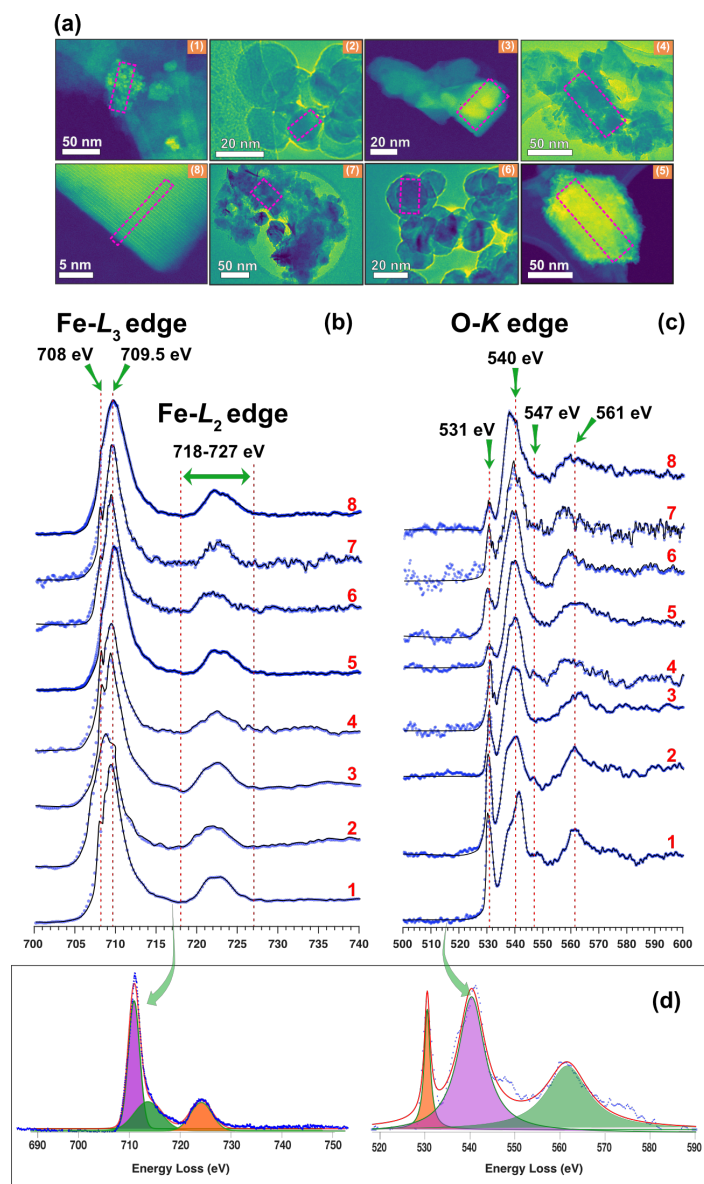 (a)
(1) (2) (3) (4)
50 nm 20 nm 20 nm 50 nm
(8) (7) (6) (5)
5 nm 50 nm 20 nm 50 nm
Fe-L3 edge (b)
708 eV 709.5 eV
Fe-L2 edge
718-727 eV
8
7
6
5
4
3
2
1
700 710 720 730 740
O-K edge (c)
540 eV
531 eV 547 eV 561 eV
8
7
6
5
4
3
2
1
500 510 520 530 540 550 560 570 580 590 600
(d)
690 700 710 720 730 740 750
Energy Loss (eV)
520 530 540 550 560 570 580 590
Energy Loss (eV)